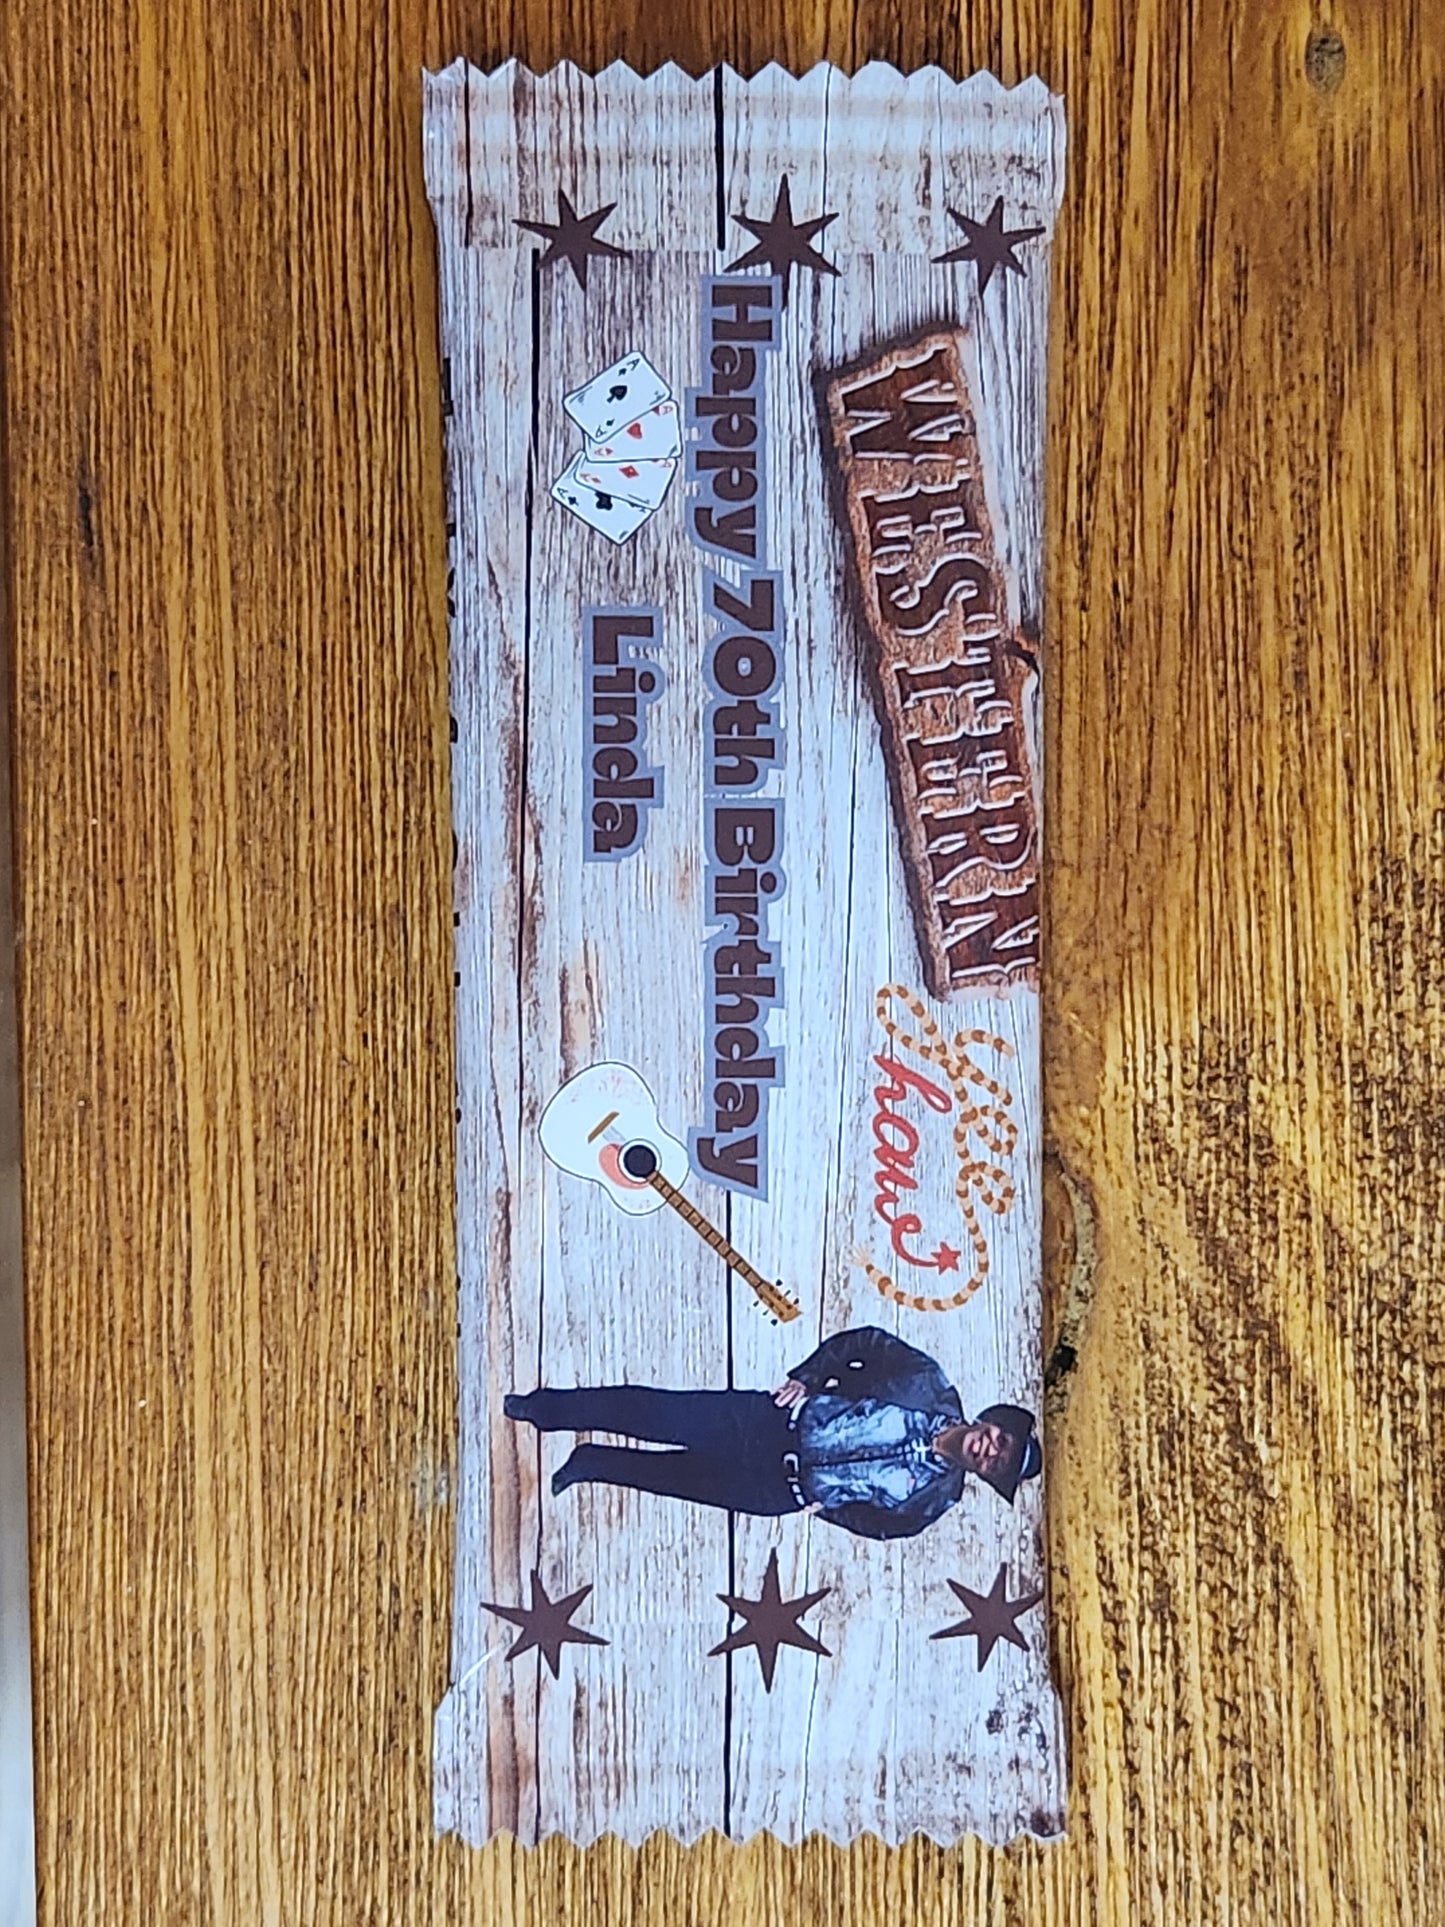 WESTERN
Yee
haw
Happy 70th Birthday
Linda